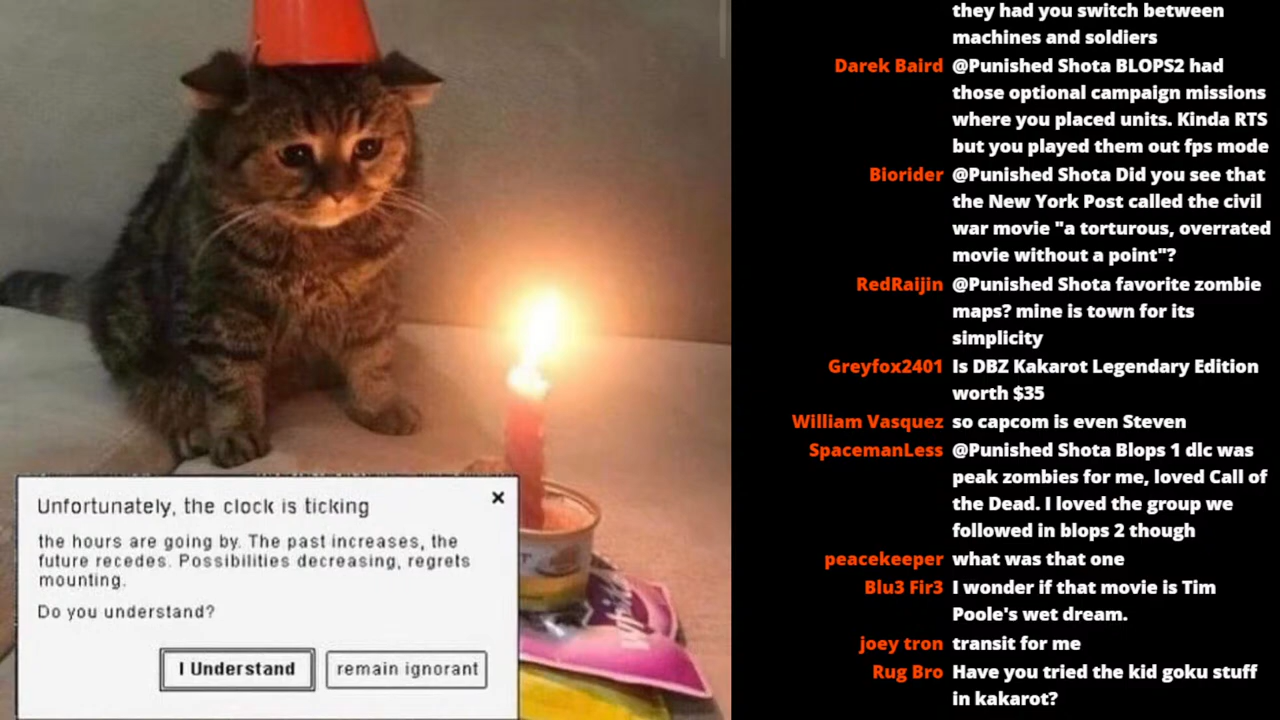 Unfortunately, the clock is ticking
the hours are going by. The past increases, the
future recedes. Possibilities decreasing, regrets
mounting.
Do you understand?
I Understand
remain ignorant
they had you switch between
machines and soldiers
Darek Baird @Punished Shota BLOPS2 had
those optional campaign missions
where you placed units. Kinda RTS
but you played them out fps mode
Biorider @Punished Shota Did you see that
the New York Post called the civil
war movie "a torturous, overrated
movie without a point"?
RedRaijin @Punished Shota favorite zombie
maps? mine is town for its
simplicity
Greyfox2401 Is DBZ Kakarot Legendary Edition
worth $35
William Vasquez so capcom is even Steven
SpacemanLess @Punished Shota Blops 1 dlc was
peak zombies for me, loved Call of
the Dead. I loved the group we
followed in blops 2 though
peacekeeper what was that one
Blu3 Fir3 I wonder if that movie is Tim
Poole's wet dream.
joey tron transit for me
Rug Bro Have you tried the kid goku stuff
in kakarot?